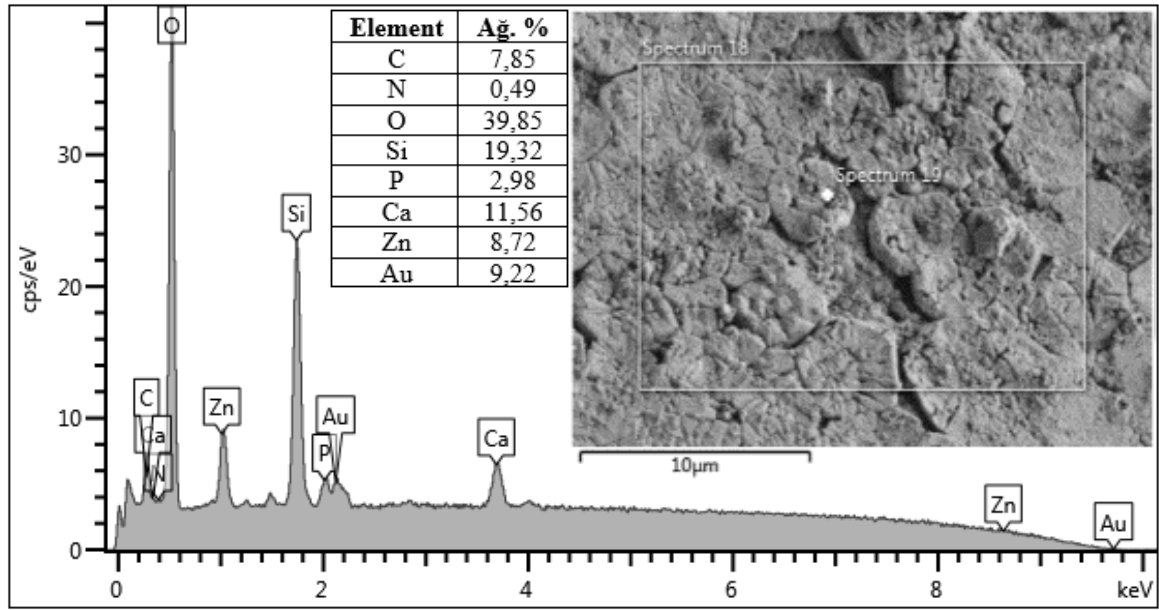 Element Ağ. %
C 7,85
N 0,49
O 39,85
Si 19,32
P 2,98
Ca 11,56
Zn 8,72
Au 9,22
Spectrum 18
Spectrum 19
10µm
cps/eV
30
20
10
0
O
Si
C
Ca
N
Zn
P
Au
Ca
Zn
Au
0 2 4 6 8 keV